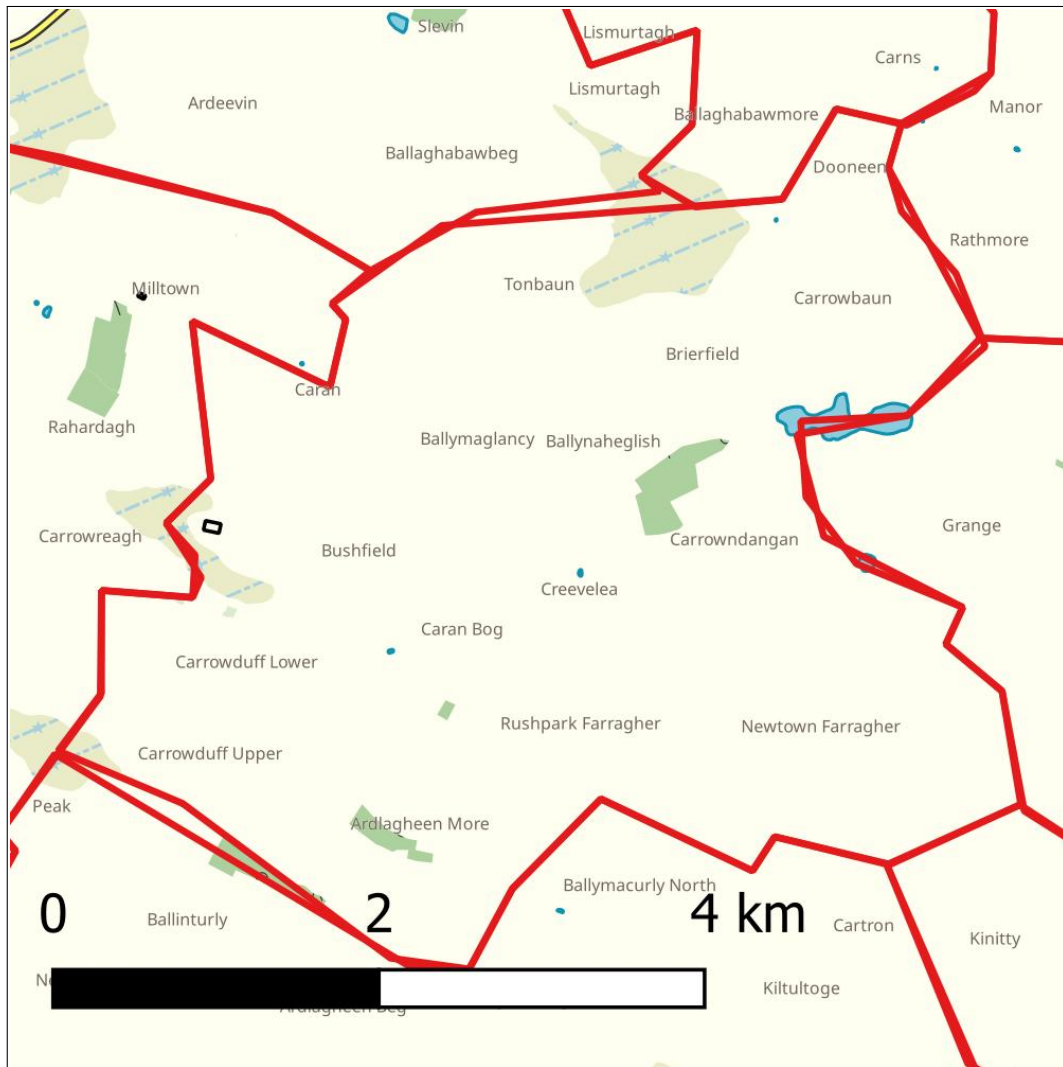 Slevin
Lismurtagh
Carns
Lismurtagh
Ardeevin
Manor
Ballaghabawmore
Ballaghabawbeg
Dooneen
Rathmore
Tonbaun
Milltown
Carrowbaun
Brierfield
Caran
Rahardagh
Ballymaglancy
Ballynaheglish
Grange
Carrowreagh
Carrowndangan
Bushfield
Creevelea
Caran Bog
Carrowduff Lower
Rushpark Farragher
Newtown Farragher
Carrowduff Upper
Peak
Ardlagheen More
Ballymacurly North
0 2 4 km
Ballinturly
Cartron
Kinitty
Kiltultoge
Ardlagheen Beg